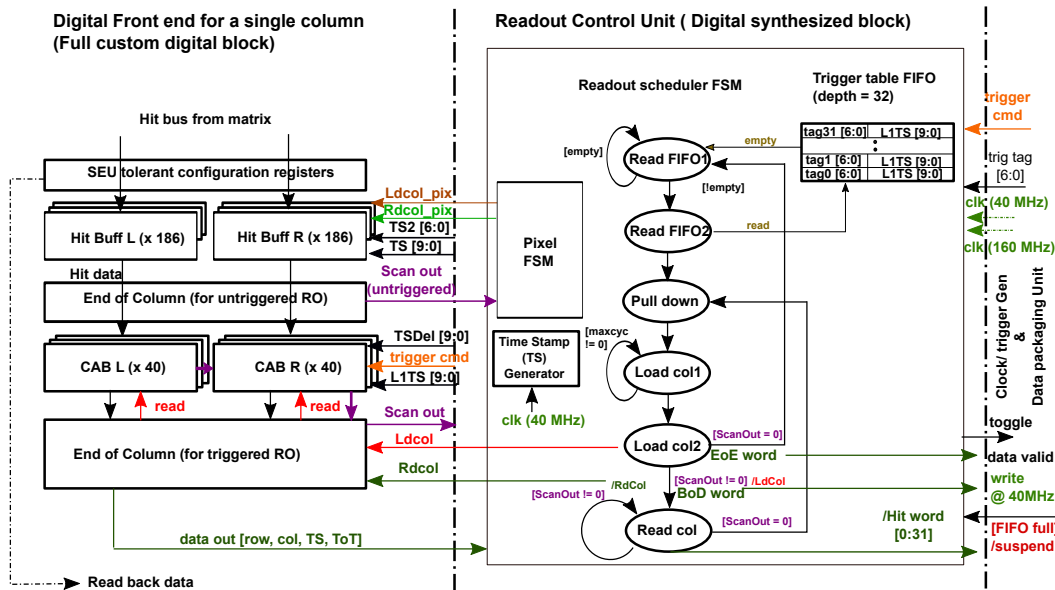 Digital Front end for a single column
(Full custom digital block)
Readout Control Unit ( Digital synthesized block)
Hit bus from matrix
SEU tolerant configuration registers
Hit Buff L (x 186)
Hit Buff R (x 186)
Hit data
End of Column (for untriggered RO)
CAB L (x 40)
CAB R (x 40)
read
read
End of Column (for triggered RO)
data out [row, col, TS, ToT]
Read back data
Ldcol_pix
Rdcol_pix
TS2 [6:0]
TS [9:0]
Scan out
(untriggered)
TSDel [9:0]
trigger cmd
L1TS [9:0]
Scan out
Ldcol
Rdcol
Pixel
FSM
Time Stamp
(TS)
Generator
clk (40 MHz)
Readout scheduler FSM
[empty]
Read FIFO1
[!empty]
Read FIFO2
Pull down
[maxcyc
!= 0]
Load col1
Load col2
[ScanOut = 0]
EoE word
/RdCol
[ScanOut != 0]
[ScanOut != 0] /LdCol
BoD word
Read col
[ScanOut = 0]
empty
read
Trigger table FIFO
(depth = 32)
tag31 [6:0] L1TS [9:0]
tag1 [6:0] L1TS [9:0]
tag0 [6:0] L1TS [9:0]
/Hit word
[0:31]
trigger
cmd
trig tag
[6:0]
clk (40 MHz)
clk (160 MHz)
Clock/ trigger Gen
&
Data packaging Unit
toggle
data valid
write
@ 40MHz
[FIFO full]
/suspend